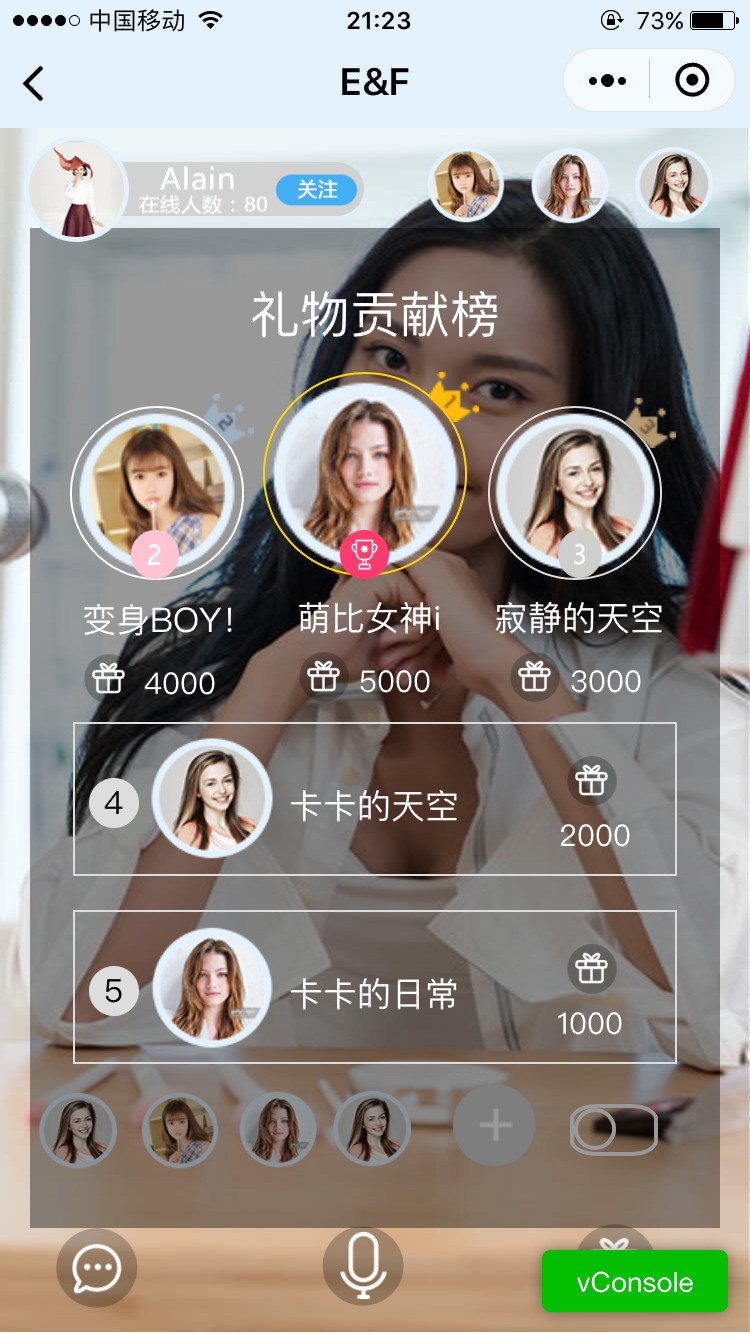 中国移动 21:23 73%
E&F
Alain
在线人数：80 关注
礼物贡献榜
2 1 3
2 3
变身BOY! 萌比女神i 寂静的天空
4000 5000 3000
4 卡卡的天空
2000
5 卡卡的日常
1000
vConsole